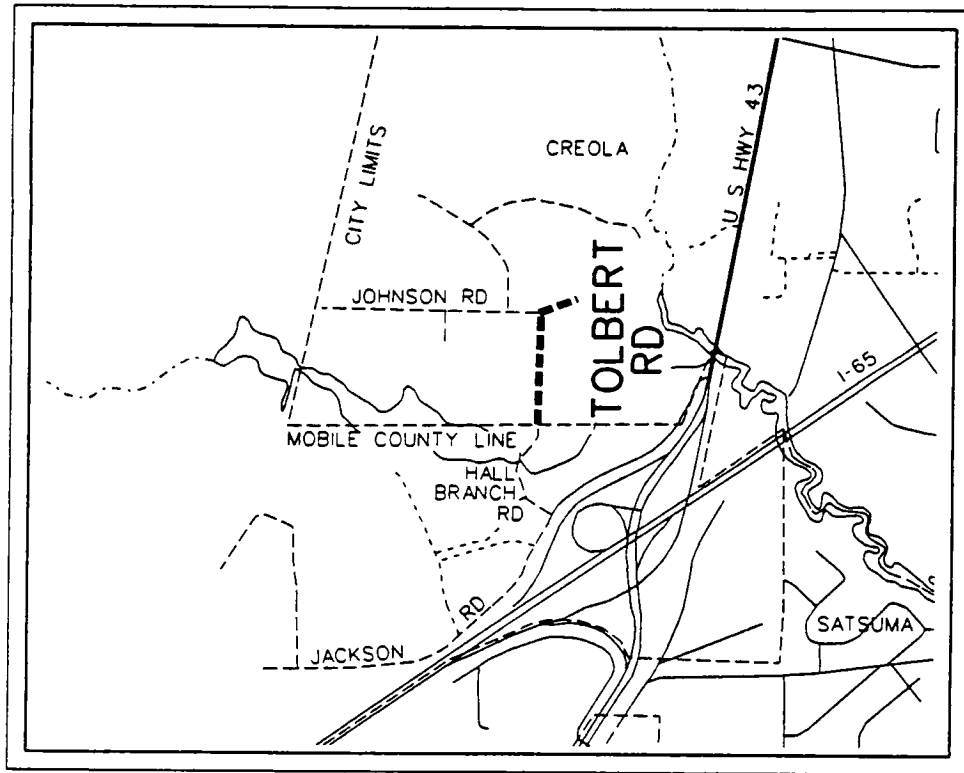 CITY LIMITS
CREOLA
U S HWY 43
JOHNSON RD
TOLBERT
RD
I-65
MOBILE COUNTY LINE
HALL
BRANCH
RD
JACKSON RD
SATSUMA